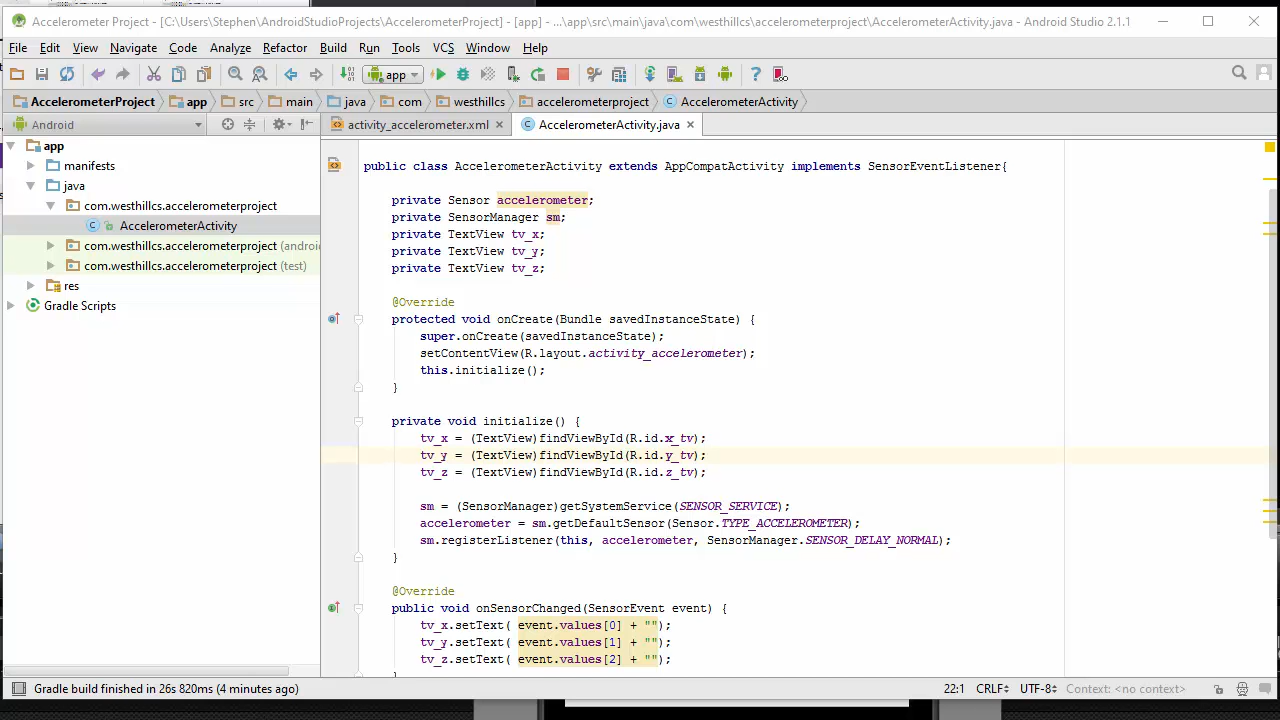 Accelerometer Project - [C:\Users\Stephen\AndroidStudioProjects\AccelerometerProject] - [app] - ...\app\src\main\java\com\westhillcs\accelerometerproject\AccelerometerActivity.java - Android Studio 2.1.1
File Edit View Navigate Code Analyze Refactor Build Run Tools VCS Window Help
app
AccelerometerProject app src main java com westhillcs accelerometerproject AccelerometerActivity
Android activity_accelerometer.xml AccelerometerActivity.java
app
manifests
java
com.westhillcs.accelerometerproject
AccelerometerActivity
com.westhillcs.accelerometerproject (androi
com.westhillcs.accelerometerproject (test)
res
Gradle Scripts
public class AccelerometerActivity extends AppCompatActivity implements SensorEventListener{
private Sensor accelerometer;
private SensorManager sm;
private TextView tv_x;
private TextView tv_y;
private TextView tv_z;
@Override
protected void onCreate(Bundle savedInstanceState) {
super.onCreate(savedInstanceState);
setContentView(R.layout.activity_accelerometer);
this.initialize();
}
private void initialize() {
tv_x = (TextView)findViewById(R.id.x_tv);
tv_y = (TextView)findViewById(R.id.y_tv);
tv_z = (TextView)findViewById(R.id.z_tv);
sm = (SensorManager)getSystemService(SENSOR_SERVICE);
accelerometer = sm.getDefaultSensor(Sensor.TYPE_ACCELEROMETER);
sm.registerListener(this, accelerometer, SensorManager.SENSOR_DELAY_NORMAL);
}
@Override
public void onSensorChanged(SensorEvent event) {
tv_x.setText( event.values[0] + "");
tv_y.setText( event.values[1] + "");
tv_z.setText( event.values[2] + "");
Gradle build finished in 26s 820ms (4 minutes ago) 22:1 CRLF UTF-8 Context: <no context>